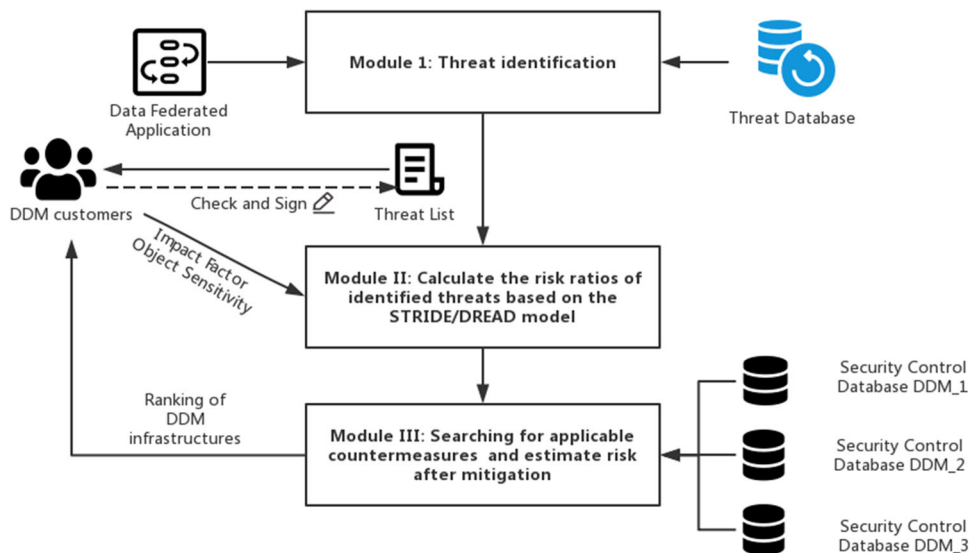 Module 1: Threat identification
Data Federated
Application
Threat Database
DDM customers
Check and Sign
Threat List
Impact Factor
Object Sensitivity
Module II: Calculate the risk ratios of
identified threats based on the
STRIDE/DREAD model
Ranking of
DDM
infrastructures
Module III: Searching for applicable
countermeasures and estimate risk
after mitigation
Security Control
Database DDM_1
Security Control
Database DDM_2
Security Control
Database DDM_3